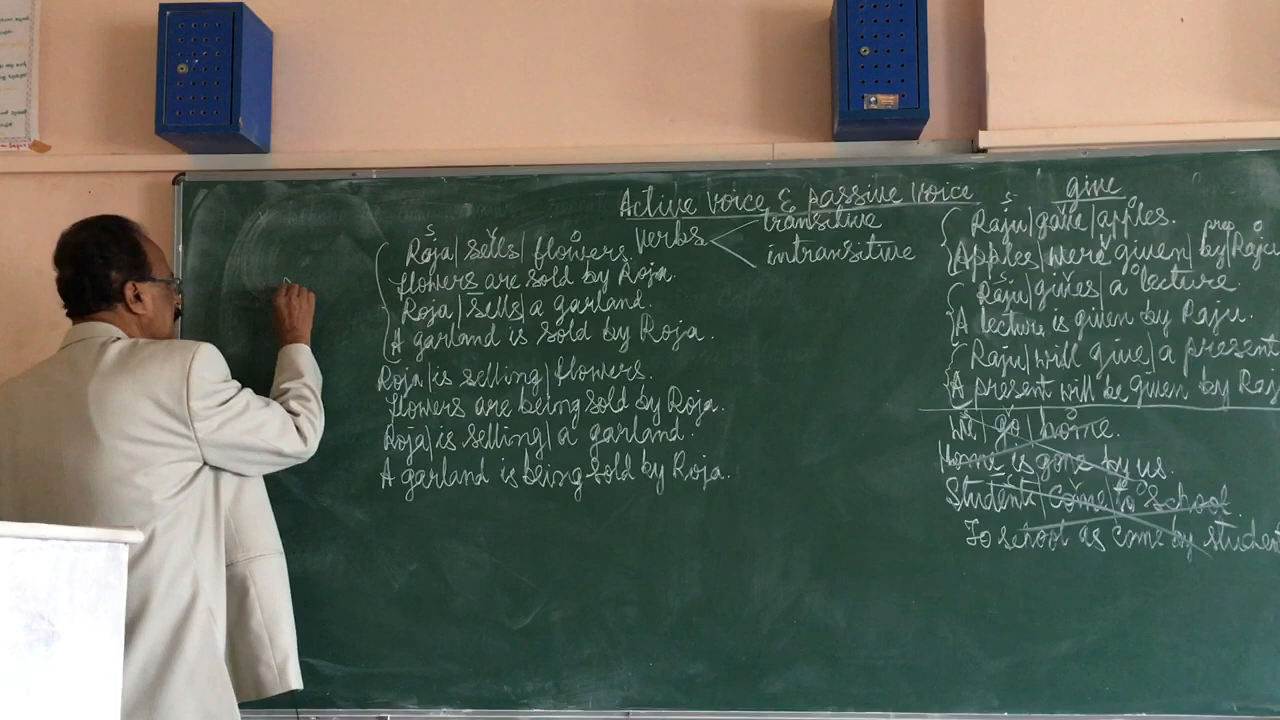 Active voice & passive voice
verbs
transitive
intransitive
S V O
Roja | sells | flowers.
flowers are sold by Roja.
Roja | sells | a garland.
A garland is sold by Roja.
Roja | is selling | flowers.
flowers are being sold by Roja.
Roja | is selling | a garland.
A garland is being sold by Roja.
give
S V O
Raju | gave | apples.
prep O
Apples | were given | by Raju
S V O
Raju | gives | a lecture.
A lecture is given by Raju.
Raju | will give | a present
A present will be given by Raj
We | go | home.
Home is gone by us.
Students | come to school.
To school as come by student